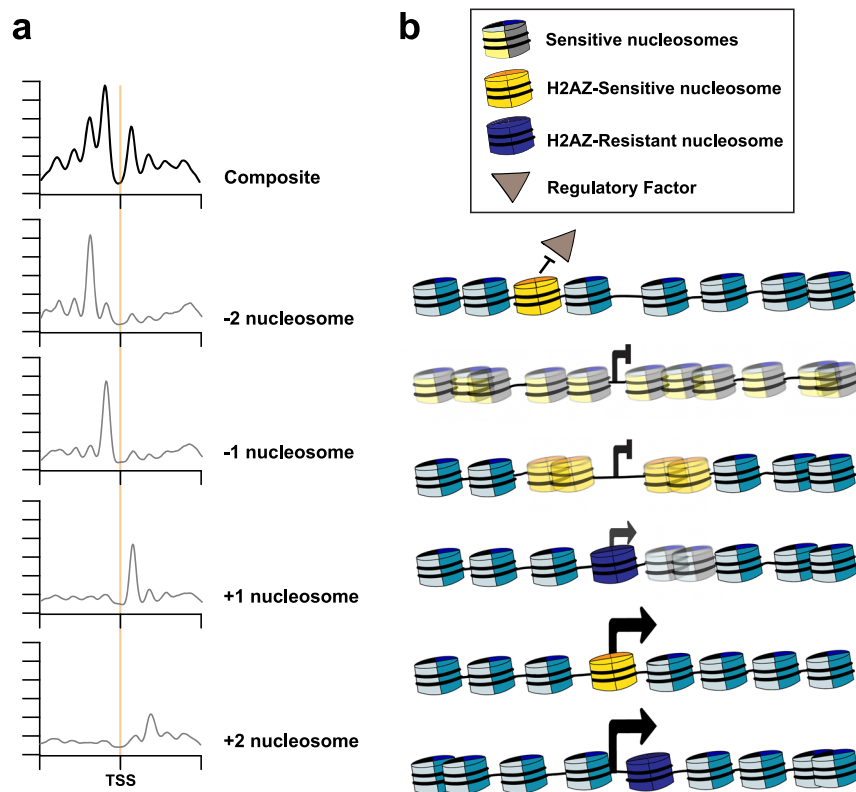 a
Composite
-2 nucleosome
-1 nucleosome
+1 nucleosome
+2 nucleosome
TSS
b
Sensitive nucleosomes
H2AZ-Sensitive nucleosome
H2AZ-Resistant nucleosome
Regulatory Factor